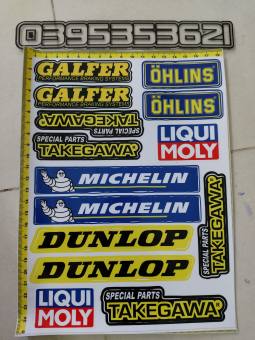 0395353621
GALFER
PERFORMANCE BRAKING SYSTEMS
ÖHLINS
GALFER
PERFORMANCE BRAKING SYSTEMS
ÖHLINS
SPECIAL PARTS
TAKEGAWA
SPECIAL PARTS
TAKEGAWA
LIQUI
MOLY
MICHELIN
MICHELIN
SPECIAL PARTS
TAKEGAWA
DUNLOP
DUNLOP
LIQUI
MOLY
SPECIAL PARTS
TAKEGAWA